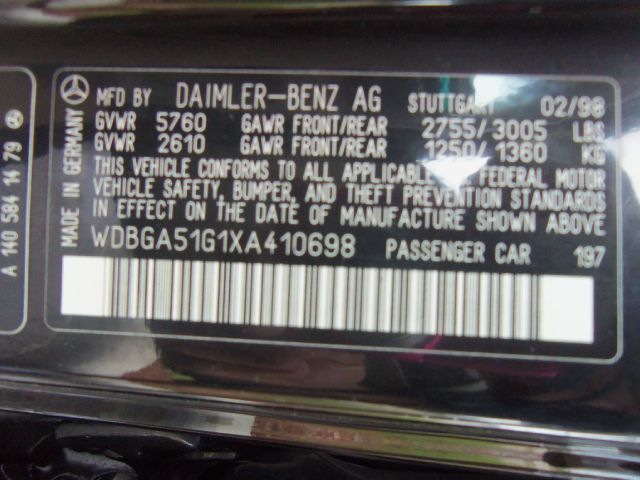 MFD BY DAIMLER-BENZ AG STUTTGART 02/98
GVWR 5760 GAWR FRONT/REAR 2755/3005 LBS
GVWR 2610 GAWR FRONT/REAR 1250/1360 KG
THIS VEHICLE CONFORMS TO ALL APPLICABLE FEDERAL MOTOR
VEHICLE SAFETY, BUMPER, AND THEFT PREVENTION STANDARDS
IN EFFECT ON THE DATE OF MANUFACTURE SHOWN ABOVE
WDBGA51G1XA410698 PASSENGER CAR 197
MADE IN GERMANY
A 140 584 14 79